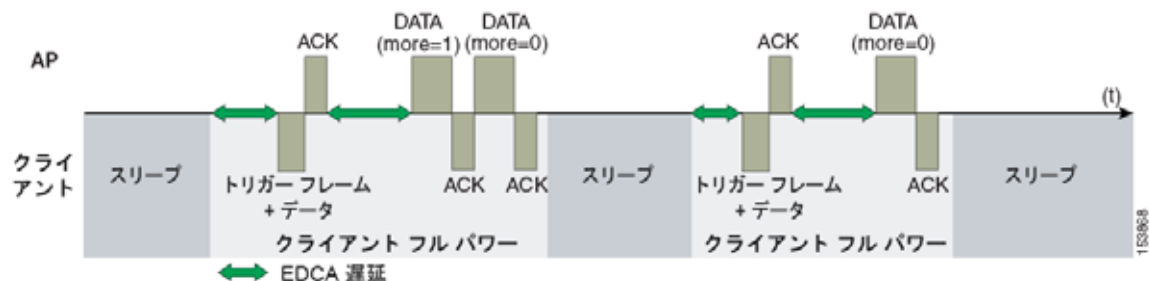 AP
ACK
DATA
(more=1)
DATA
(more=0)
ACK
DATA
(more=0)
(t)
クライ
アント
スリープ
トリガー フレーム
+ データ
ACK
ACK
クライアント フル パワー
スリープ
トリガー フレーム
+ データ
ACK
クライアント フル パワー
スリープ
EDCA 遅延
153868